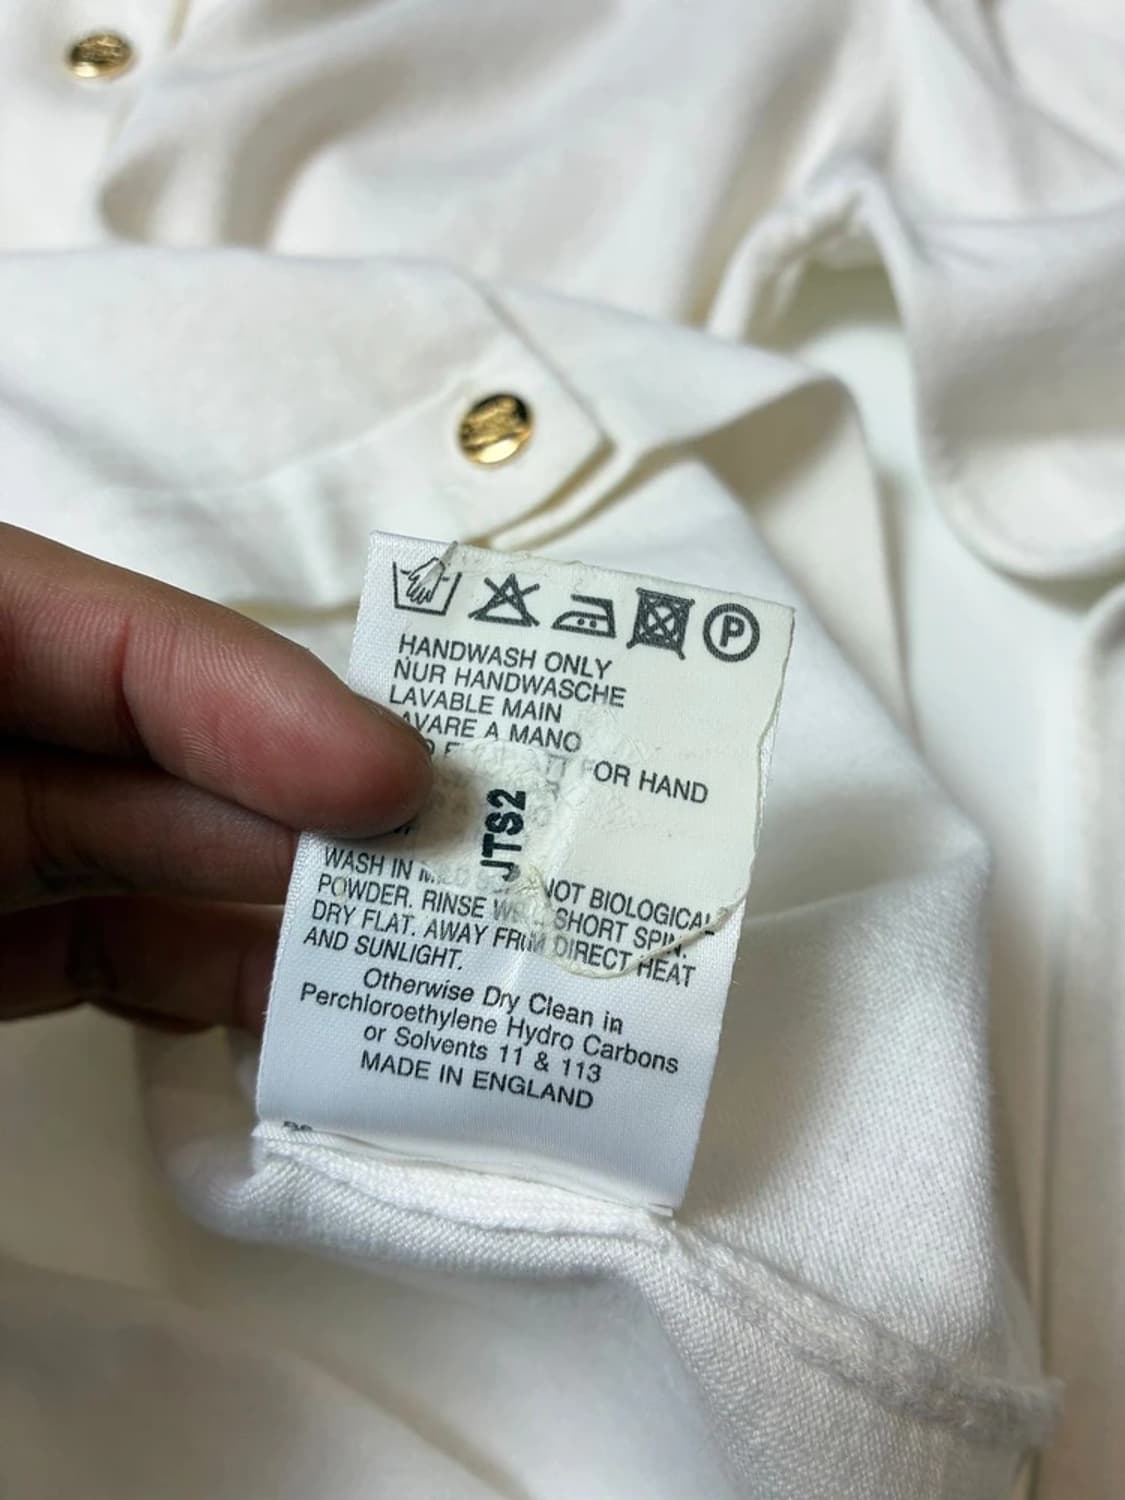 P
HANDWASH ONLY
NUR HANDWASCHE
LAVABLE MAIN
AVARE A MANO
FOR HAND
JTS2
WASH IN NOT BIOLOGICAL
POWDER. RINSE SHORT SPIN.
DRY FLAT. AWAY FROM DIRECT HEAT
AND SUNLIGHT.
Otherwise Dry Clean in
Perchloroethylene Hydro Carbons
or Solvents 11 & 113
MADE IN ENGLAND